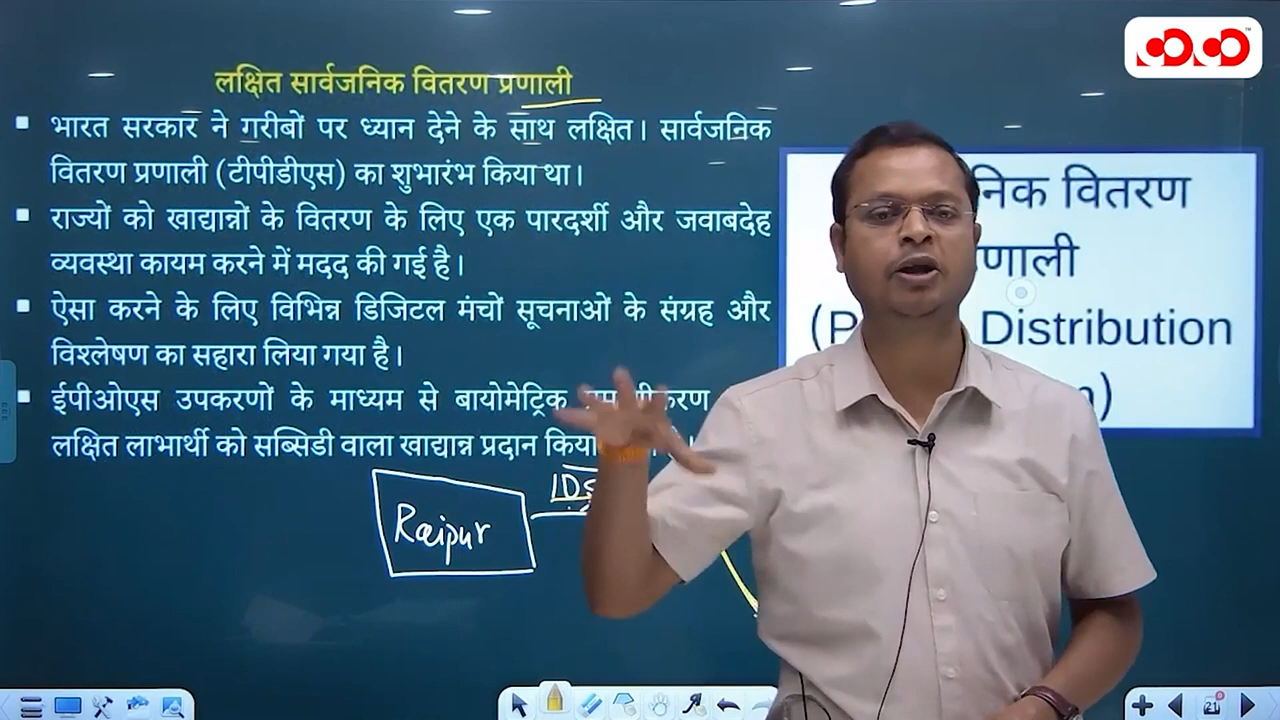 लक्षित सार्वजनिक वितरण प्रणाली
भारत सरकार ने गरीबों पर ध्यान देने के साथ लक्षित। सार्वजनिक
वितरण प्रणाली (टीपीडीएस) का शुभारंभ किया था।
राज्यों को खाद्यान्नों के वितरण के लिए एक पारदर्शी और जवाबदेह
व्यवस्था कायम करने में मदद की गई है।
ऐसा करने के लिए विभिन्न डिजिटल मंचों सूचनाओं के संग्रह और
विश्लेषण का सहारा लिया गया है।
ईपीओएस उपकरणों के माध्यम से बायोमेट्रिक
लक्षित लाभार्थी को सब्सिडी वाला खाद्यान्न प्रदान किया
वितरण
Distribution
Raipur
21